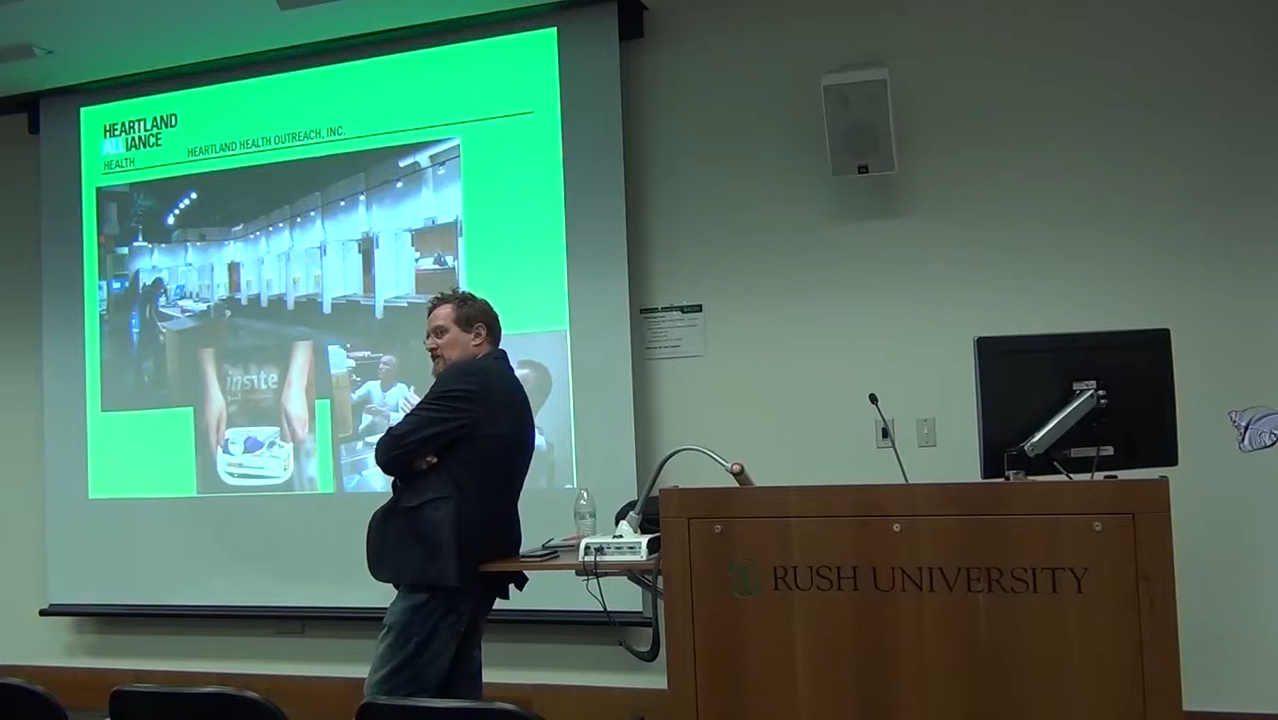 HEARTLAND
ALLIANCE
HEALTH
HEARTLAND HEALTH OUTREACH, INC.
insite
RUSH UNIVERSITY